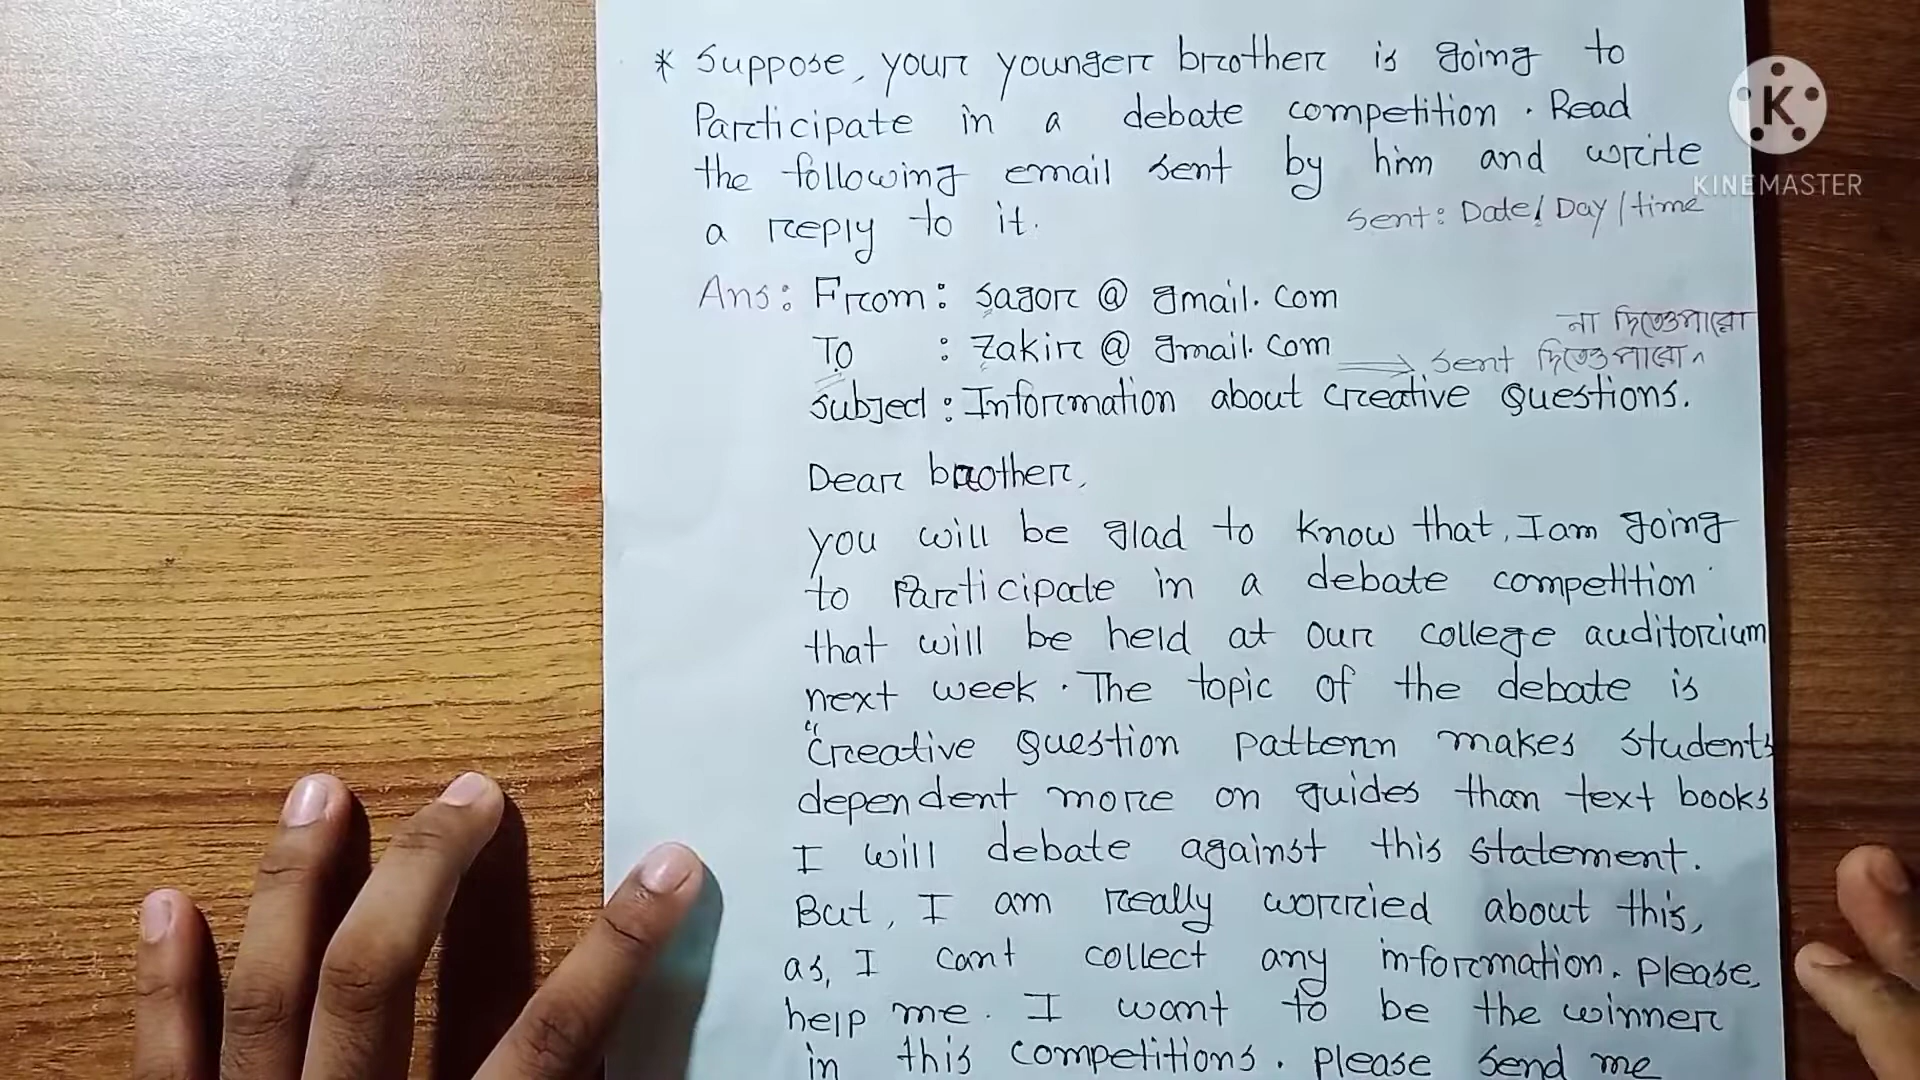 * Suppose, your younger brother is going to
Participate in a debate competition. Read
the following email sent by him and write
a reply to it.
Sent: Date/ Day / time
Ans: From: sagor @ gmail. com
না দিতেওপারো
To : Zakir @ gmail. com → sent দিতেও পারো
Subject: Information about creative questions.
Dear brother,
you will be glad to know that, I am going
to Participate in a debate competition
that will be held at our college auditorium
next week. The topic of the debate is
"Creative question pattern makes students
dependent more on guides than text books
I will debate against this statement.
But, I am really worried about this,
as, I cant collect any information. please,
help me. I want to be the winner
in this competitions. please send me
K
KINEMASTER